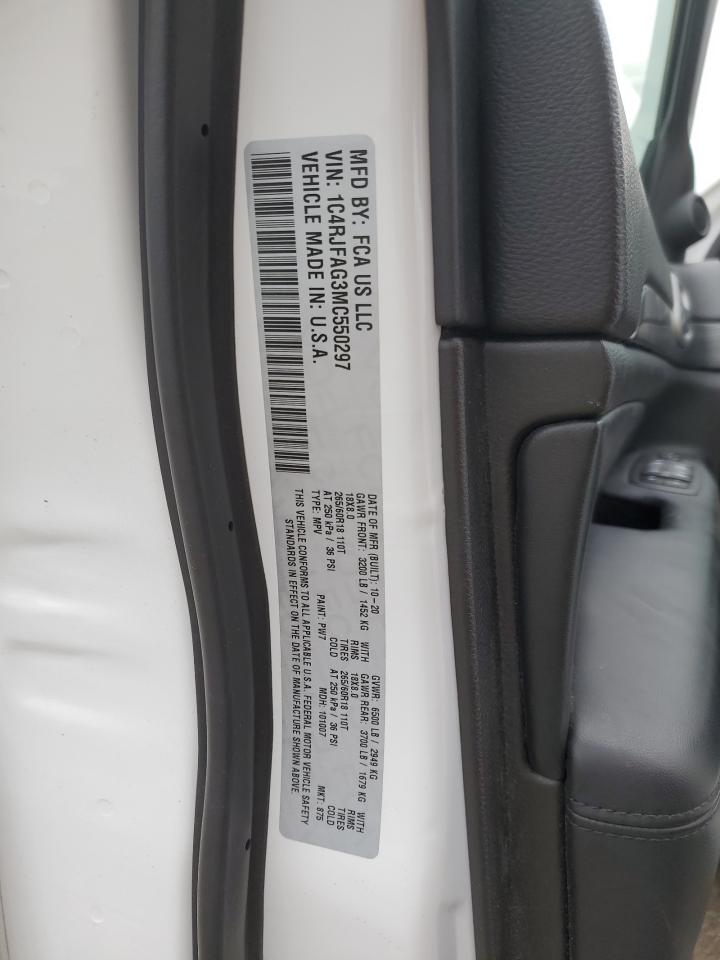 MFD BY: FCA US LLC
VIN: 1C4RJFAG3MC550297
VEHICLE MADE IN: U.S.A.
DATE OF MFR (BUILT): 10-20 GVWR: 6500 LB / 2949 KG
GAWR FRONT: 3200 LB / 1452 KG WITH GAWR REAR: 3700 LB / 1679 KG WITH
18X8.0 RIMS 18X8.0 RIMS
265/60R18 110T TIRES 265/60R18 110T TIRES
AT 250 kPa / 36 PSI COLD AT 250 kPa / 36 PSI COLD
TYPE: MPV PAINT: PW7 MDH: 101007 MKT: 875
THIS VEHICLE CONFORMS TO ALL APPLICABLE U.S.A. FEDERAL MOTOR VEHICLE SAFETY
STANDARDS IN EFFECT ON THE DATE OF MANUFACTURE SHOWN ABOVE.